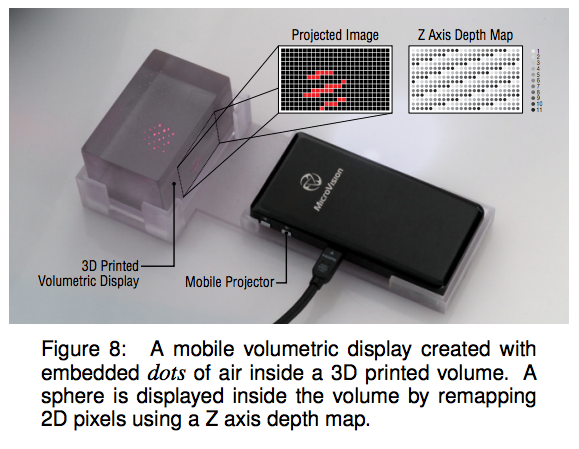 Projected Image
Z Axis Depth Map
1
2
3
4
5
6
7
8
9
10
11
MicroVision
3D Printed
Volumetric Display
Mobile Projector
Figure 8: A mobile volumetric display created with
embedded dots of air inside a 3D printed volume. A
sphere is displayed inside the volume by remapping
2D pixels using a Z axis depth map.